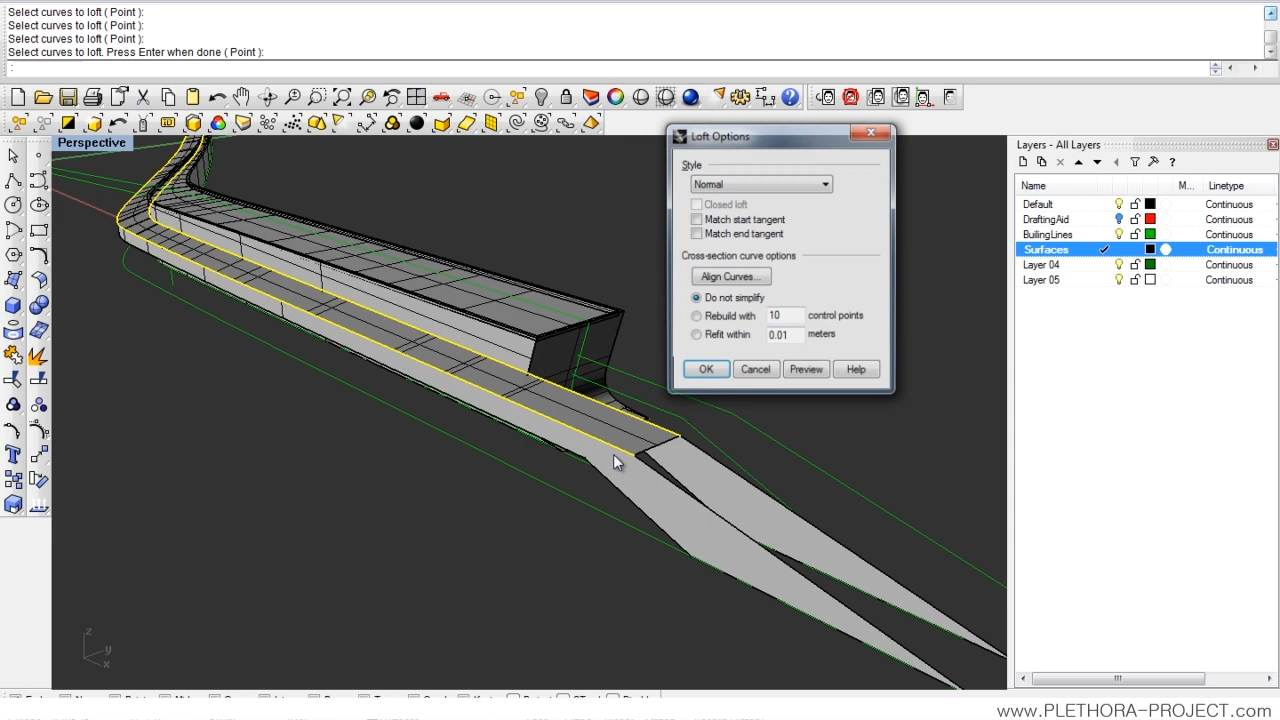 Select curves to loft ( Point ):
Select curves to loft ( Point ):
Select curves to loft ( Point ):
Select curves to loft. Press Enter when done ( Point ):
:
Perspective
Loft Options
Style
Normal
Closed loft
Match start tangent
Match end tangent
Cross-section curve options
Align Curves...
Do not simplify
Rebuild with 10 control points
Refit within 0.01 meters
OK Cancel Preview Help
Layers - All Layers
Name M... Linetype
Default Continuous
DraftingAid Continuous
BuilingLines Continuous
Surfaces Continuous
Layer 04 Continuous
Layer 05 Continuous
z
y
x
www.PLETHORA-PROJECT.com